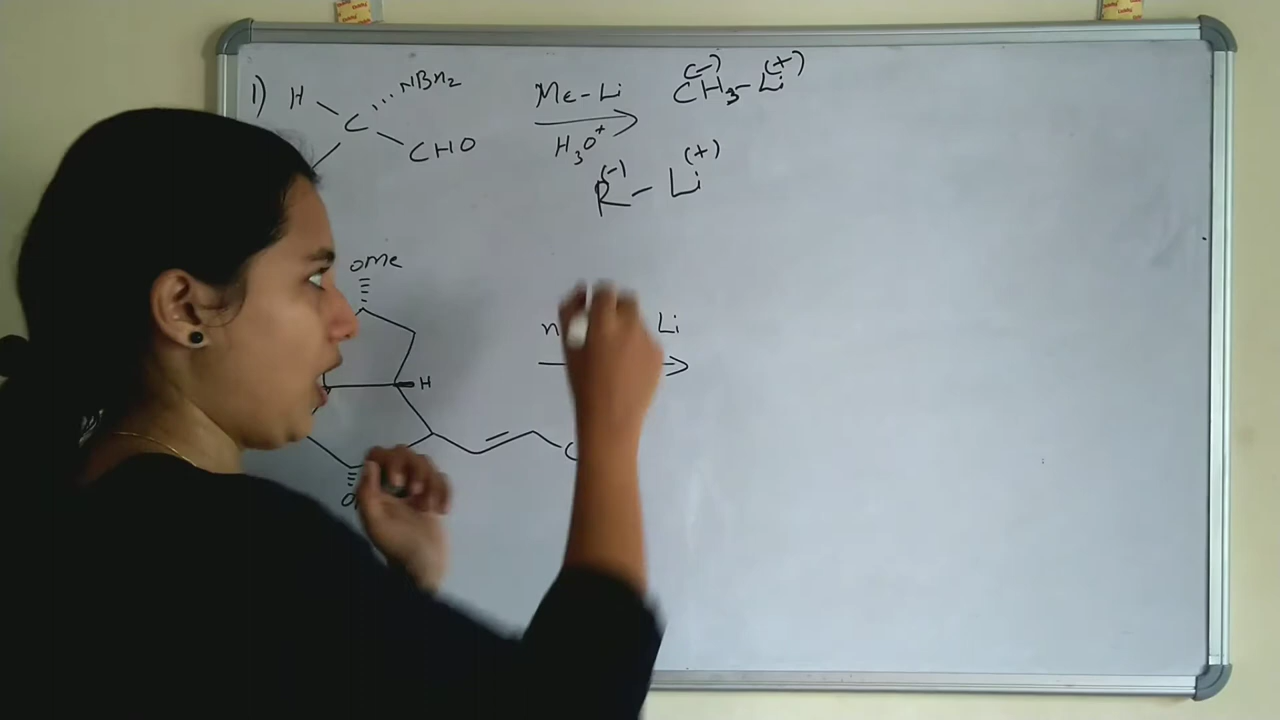 1) H C NBn2 CHO
Me-Li
H3O+
(-) (+)
CH3-Li
(-) (+)
R-Li
OMe
H
n Li